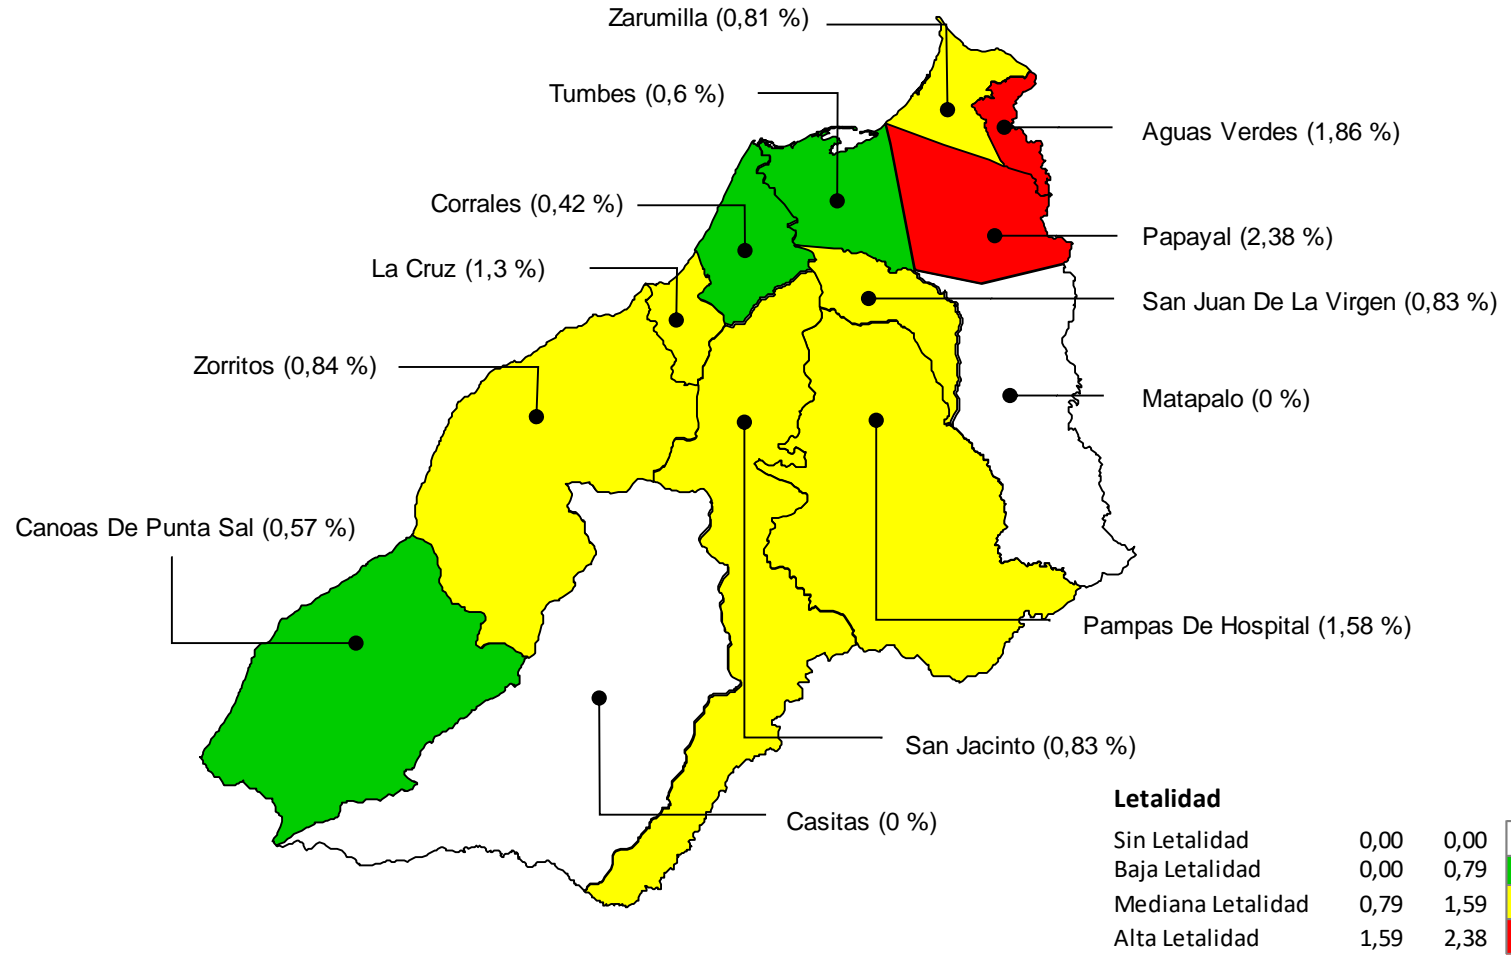 Zarumilla (0,81 %)
Tumbes (0,6 %)
Aguas Verdes (1,86 %)
Corrales (0,42 %)
Papayal (2,38 %)
La Cruz (1,3 %)
San Juan De La Virgen (0,83 %)
Zorritos (0,84 %)
Matapalo (0 %)
Canoas De Punta Sal (0,57 %)
Pampas De Hospital (1,58 %)
San Jacinto (0,83 %)
Casitas (0 %)
Letalidad
Sin Letalidad 0,00 0,00
Baja Letalidad 0,00 0,79
Mediana Letalidad 0,79 1,59
Alta Letalidad 1,59 2,38